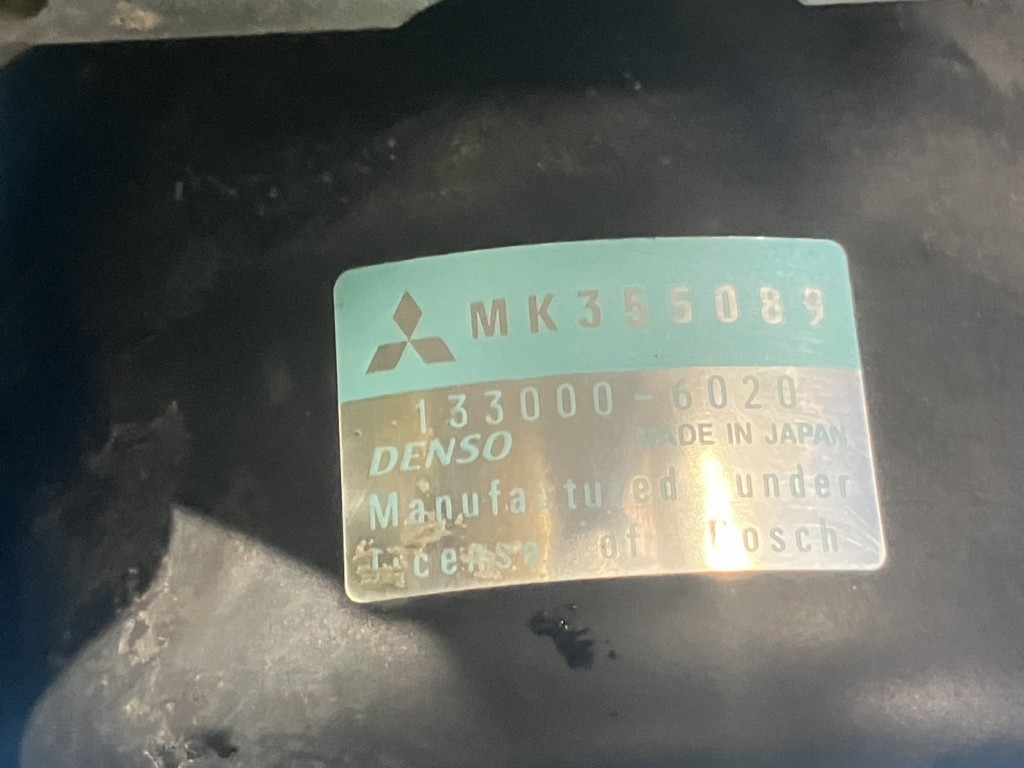 MK355089
133000-6020
DENSO MADE IN JAPAN
Manufactured under
License of Bosch